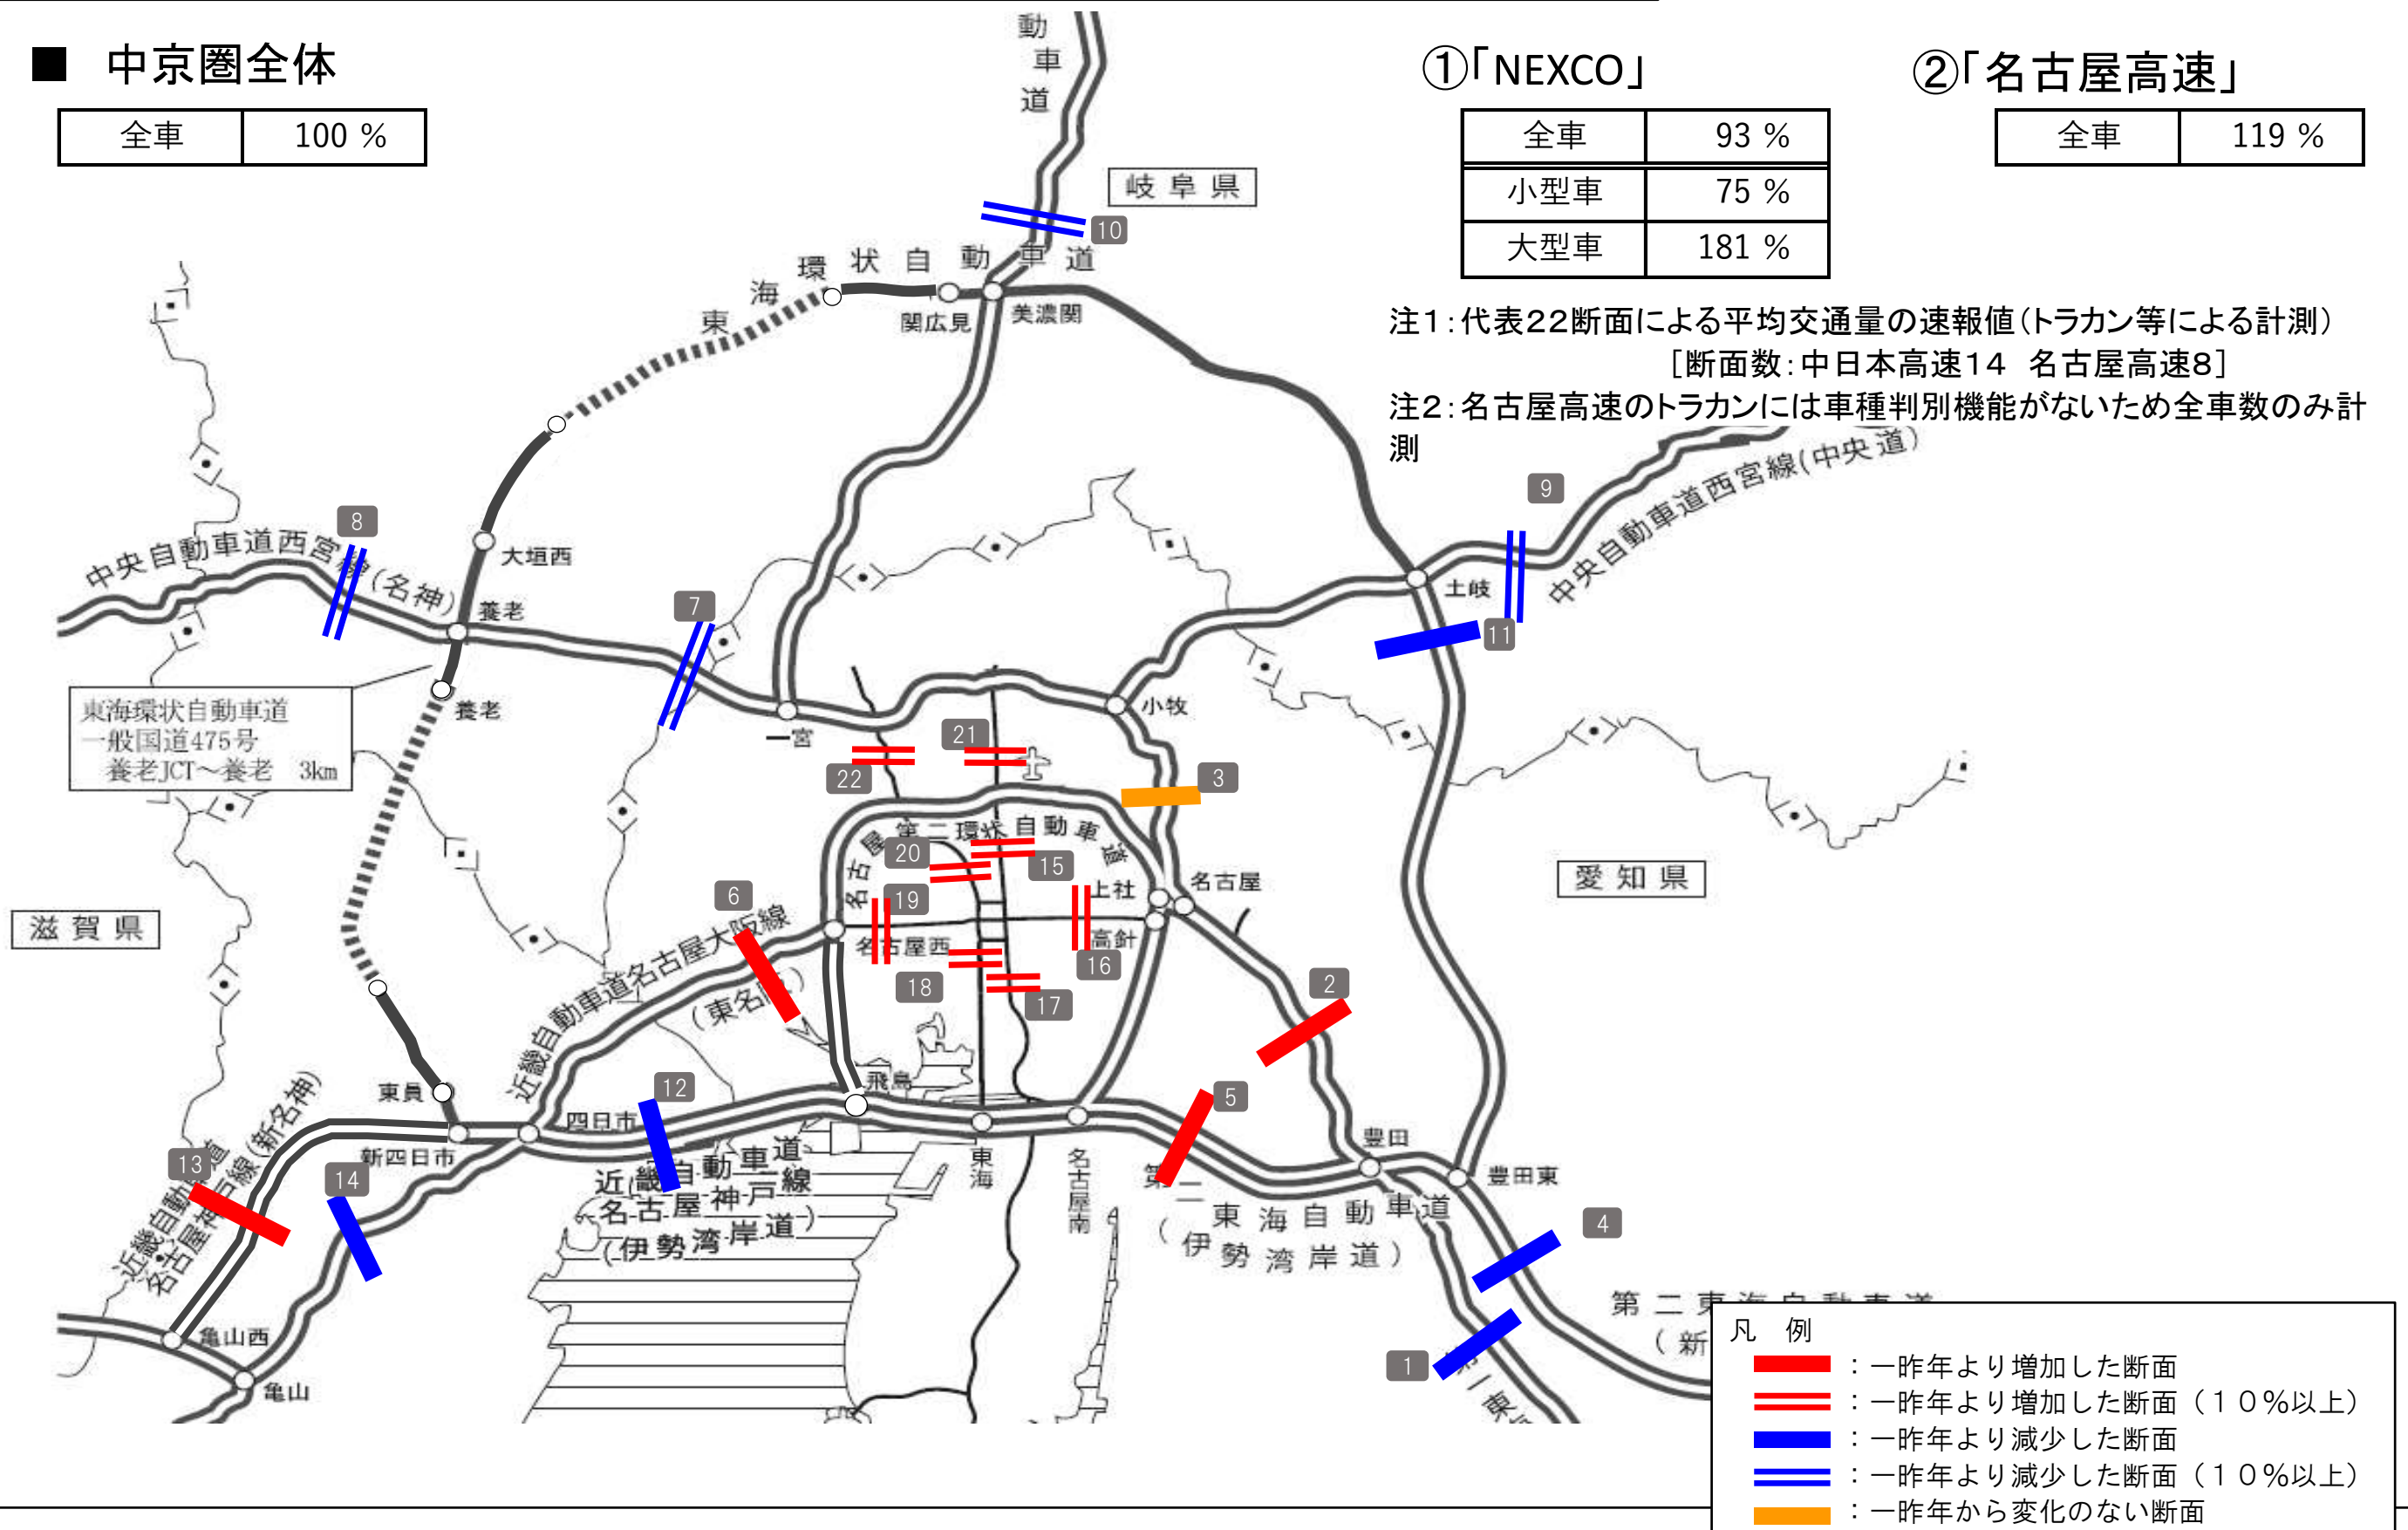 ■ 中京圏全体
全車 100 %
①「NEXCO」
全車 93 %
小型車 75 %
大型車 181 %
②「名古屋高速」
全車 119 %
注1：代表22断面による平均交通量の速報値（トラカン等による計測）
［断面数：中日本高速14 名古屋高速8］
注2：名古屋高速のトラカンには車種判別機能がないため全車数のみ計
測
動車道
岐阜県
10
東海環状自動車道
関広見
美濃関
9
中央自動車道西宮線(中央道)
8
中央自動車道西宮線(名神)
大垣西
養老
7
土岐
11
東海環状自動車道
一般国道475号
養老JCT～養老 3km
養老
一宮
小牧
21
22
3
名古屋第二環状自動車道
20
15
19
上社
名古屋
愛知県
6
滋賀県
名古屋西
高針
16
近畿自動車道名古屋大阪線
(東名阪)
18
17
2
東員
12
飛島
5
四日市
新四日市
13
14
近畿自動車道
名古屋神戸線(新名神)
近畿自動車道
名古屋神戸線
(伊勢湾岸道)
東海
名古屋南
豊田
豊田東
第二東海自動車道
(伊勢湾岸道)
4
亀山西
亀山
1
第二東海自動車道
(新
第一東
凡 例
：一昨年より増加した断面
：一昨年より増加した断面（１０％以上）
：一昨年より減少した断面
：一昨年より減少した断面（１０％以上）
：一昨年から変化のない断面